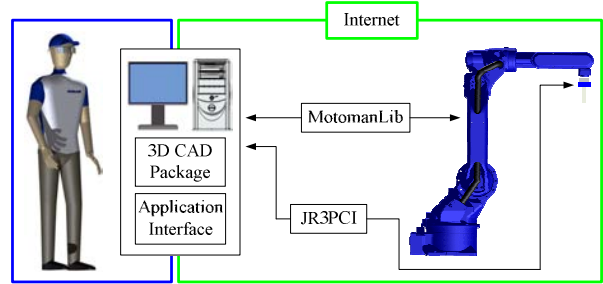 Internet
3D CAD
Package
Application
Interface
MotomanLib
JR3PCI